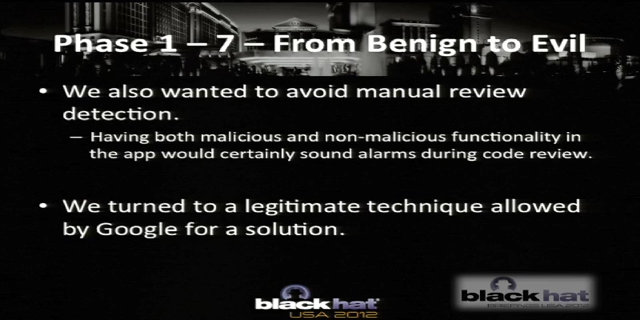 Phase 1 – 7 – From Benign to Evil
• We also wanted to avoid manual review
detection.
– Having both malicious and non-malicious functionality in
the app would certainly sound alarms during code review.
• We turned to a legitimate technique allowed
by Google for a solution.
black hat®
USA 2012
black hat
USA 2012